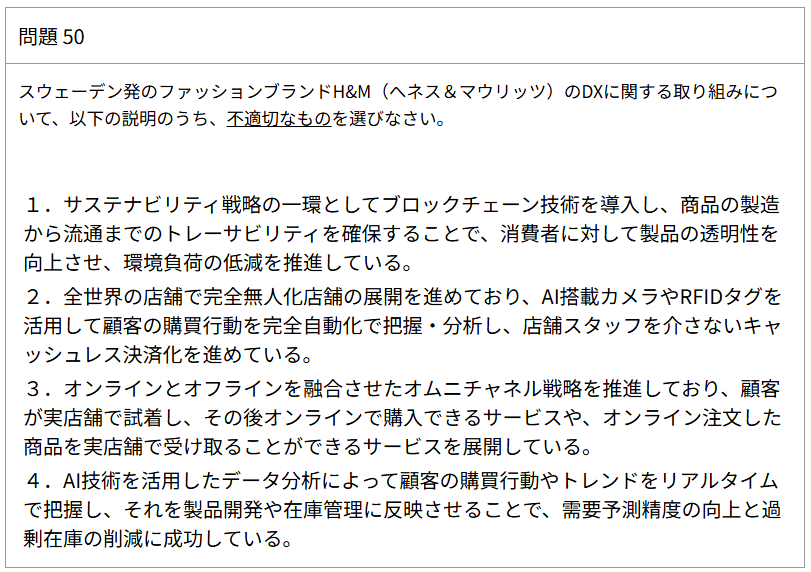 問題 50
スウェーデン発のファッションブランドH&M（ヘネス＆マウリッツ）のDXに関する取り組みにつ
いて、以下の説明のうち、不適切なものを選びなさい。
１．サステナビリティ戦略の一環としてブロックチェーン技術を導入し、商品の製造
から流通までのトレーサビリティを確保することで、消費者に対して製品の透明性を
向上させ、環境負荷の低減を推進している。
２．全世界の店舗で完全無人化店舗の展開を進めており、AI搭載カメラやRFIDタグを
活用して顧客の購買行動を完全自動化で把握・分析し、店舗スタッフを介さないキャ
ッシュレス決済化を進めている。
３．オンラインとオフラインを融合させたオムニチャネル戦略を推進しており、顧客
が実店舗で試着し、その後オンラインで購入できるサービスや、オンライン注文した
商品を実店舗で受け取ることができるサービスを展開している。
４．AI技術を活用したデータ分析によって顧客の購買行動やトレンドをリアルタイム
で把握し、それを製品開発や在庫管理に反映させることで、需要予測精度の向上と過
剰在庫の削減に成功している。